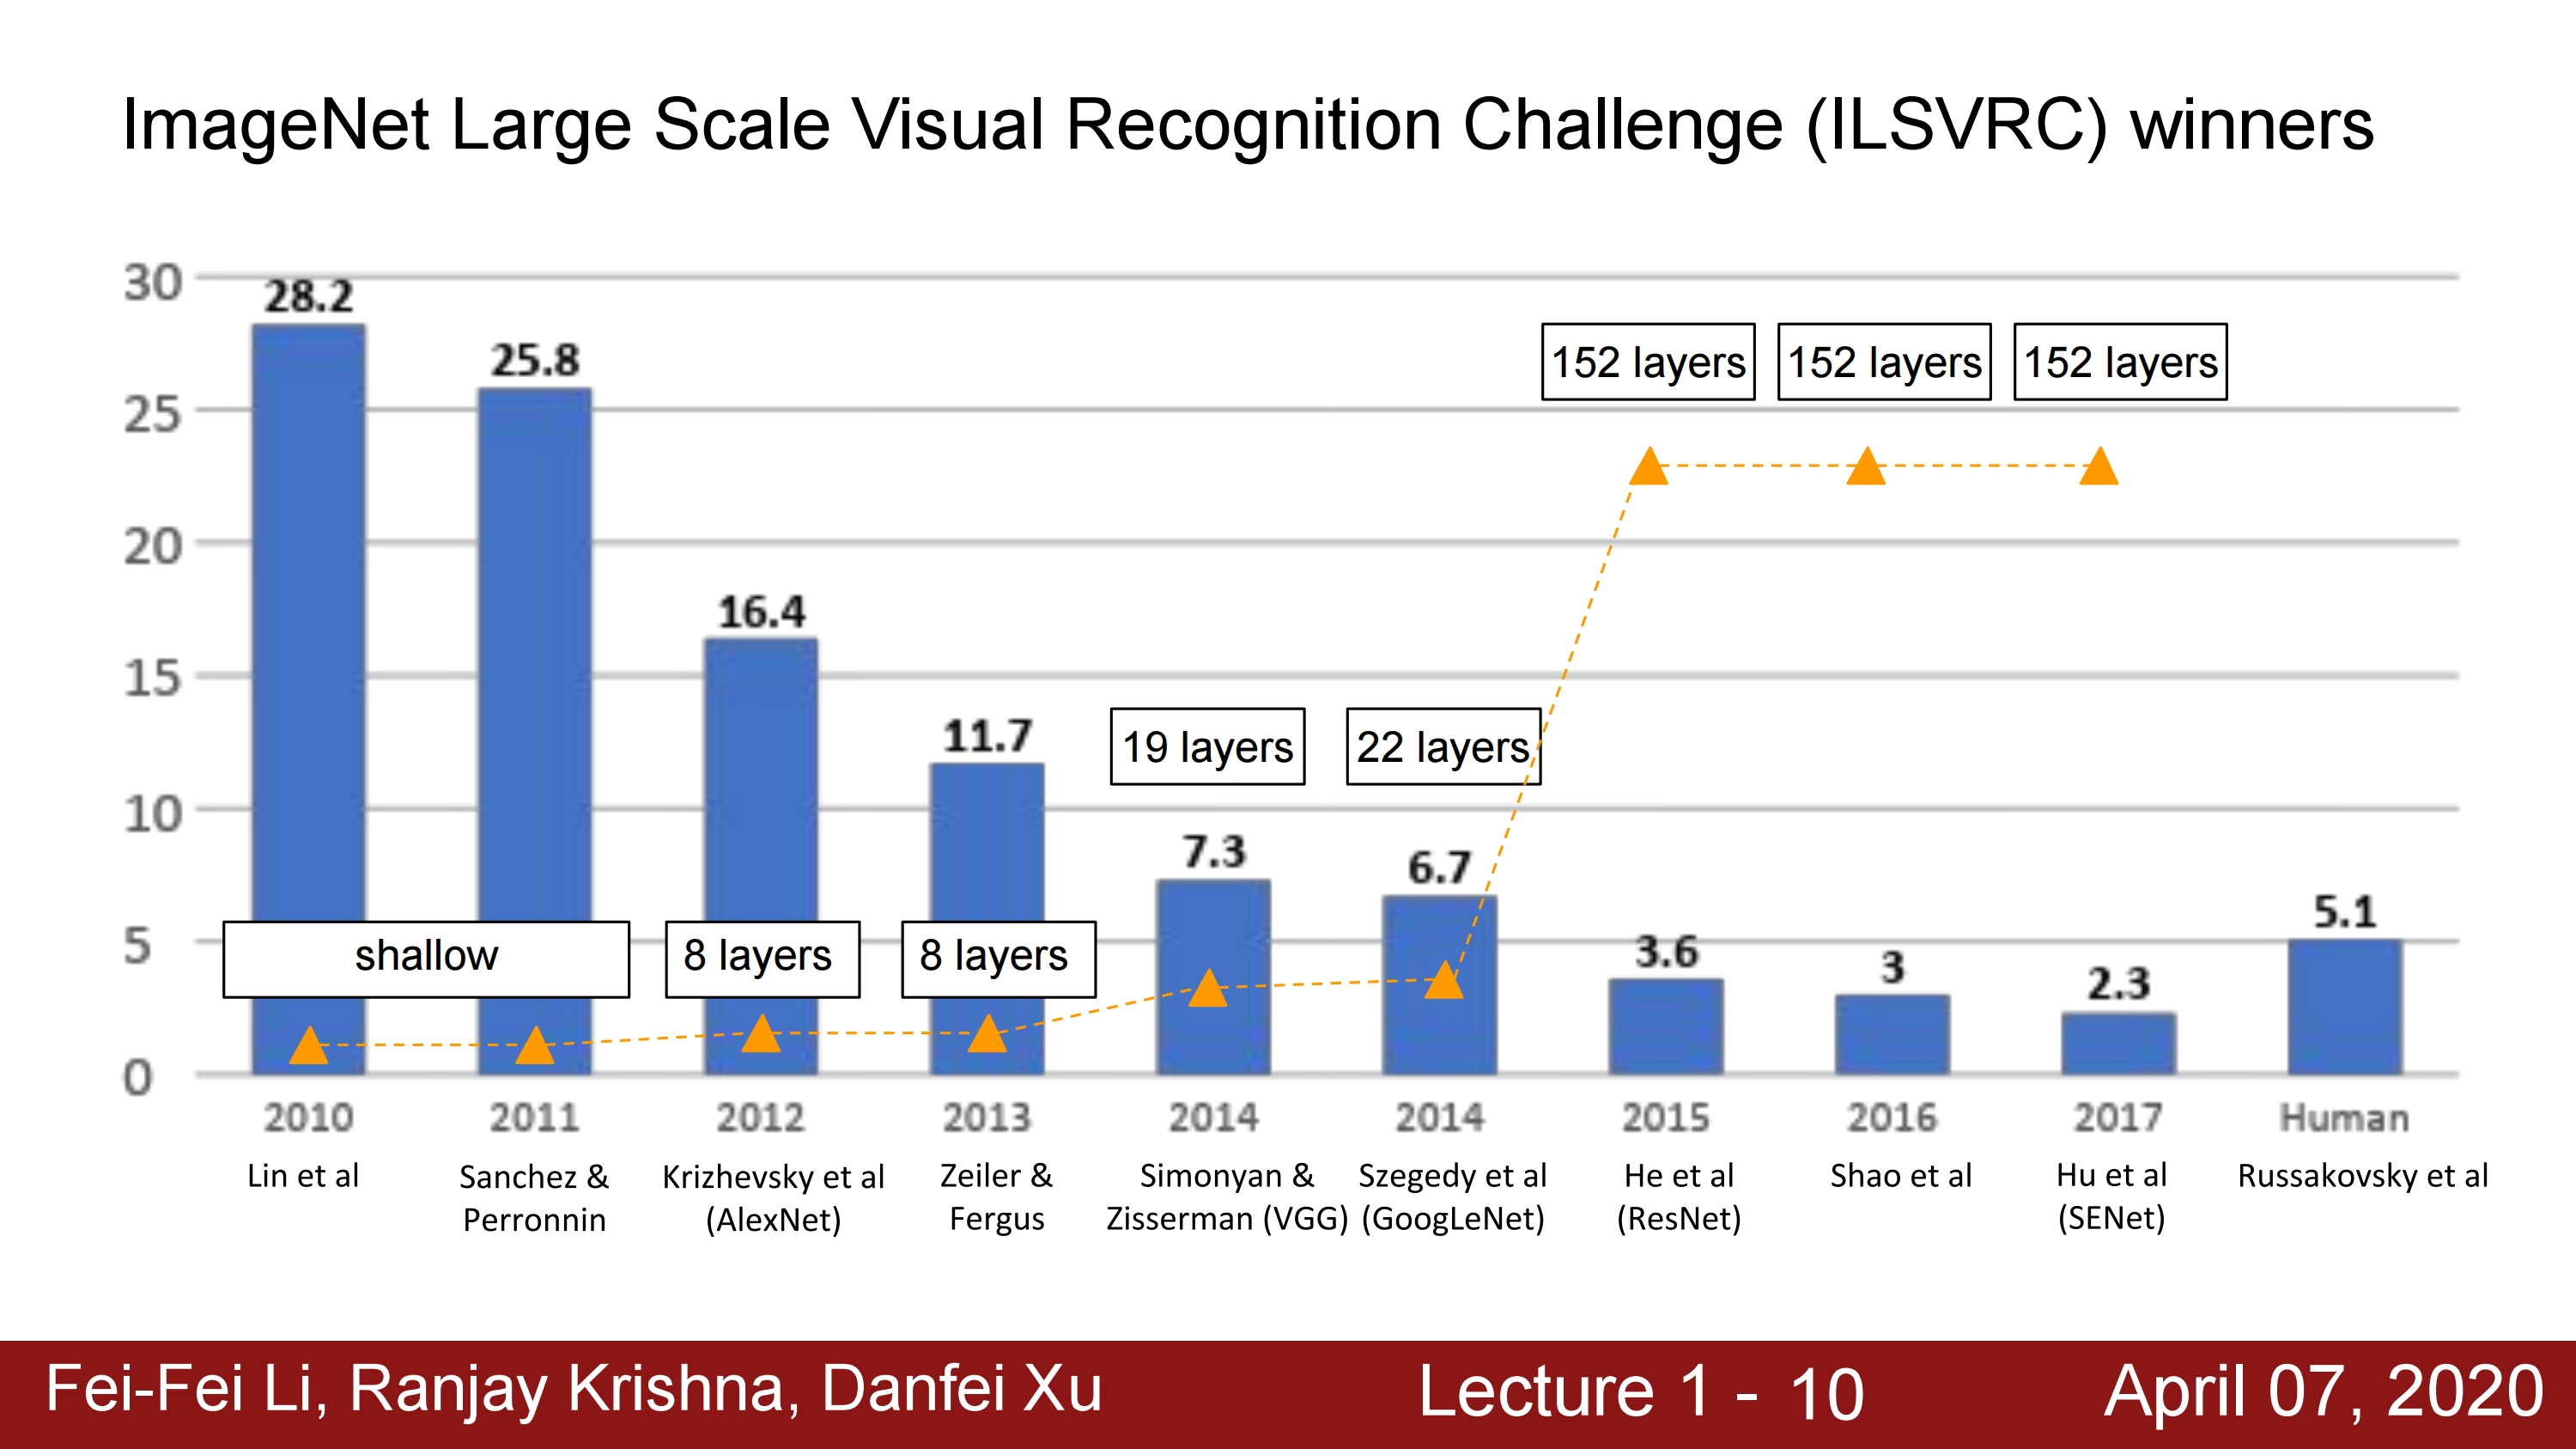 ImageNet Large Scale Visual Recognition Challenge (ILSVRC) winners
30
25
20
15
10
5
0
28.2
25.8
16.4
11.7
7.3
6.7
3.6
3
2.3
5.1
152 layers
152 layers
152 layers
19 layers
22 layers
shallow
8 layers
8 layers
2010
2011
2012
2013
2014
2014
2015
2016
2017
Human
Lin et al
Sanchez &
Perronnin
Krizhevsky et al
(AlexNet)
Zeiler &
Fergus
Simonyan &
Zisserman (VGG)
Szegedy et al
(GoogLeNet)
He et al
(ResNet)
Shao et al
Hu et al
(SENet)
Russakovsky et al
Fei-Fei Li, Ranjay Krishna, Danfei Xu
Lecture 1 - 10
April 07, 2020